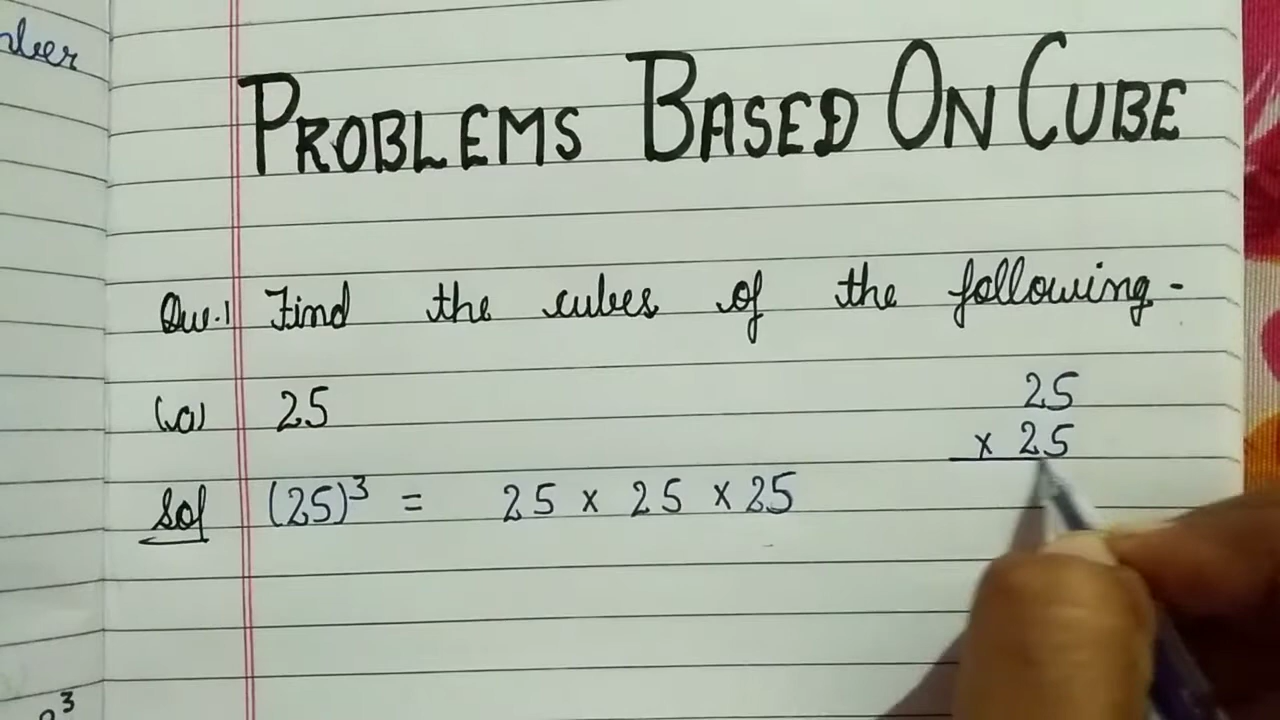 PROBLEMS BASED ON CUBE
Que.1 Find the cubes of the following -
(a) 25
25
× 25
Sol (25)³ = 25 × 25 × 25